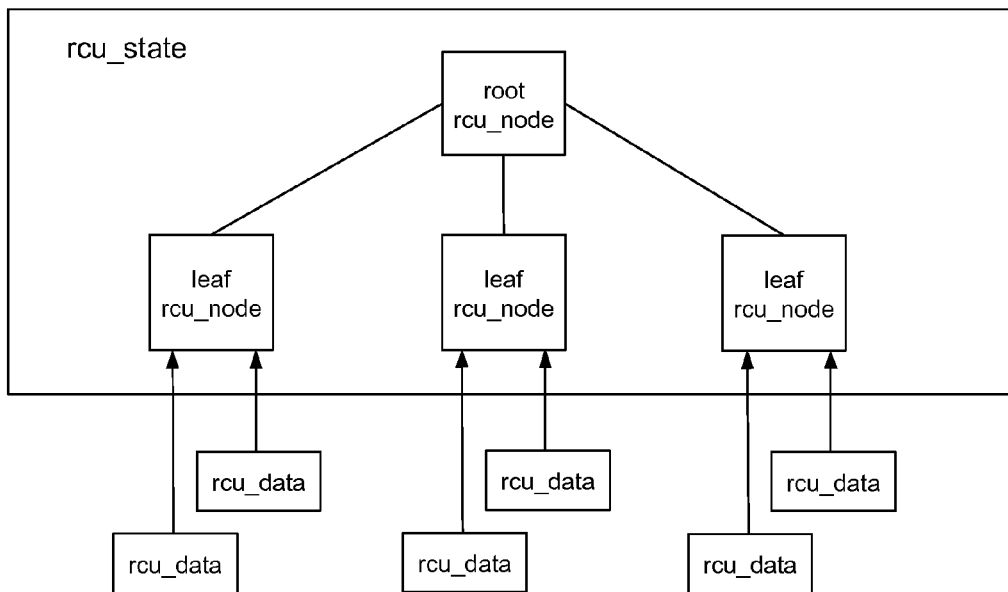 rcu_state
root
rcu_node
leaf
rcu_node
leaf
rcu_node
leaf
rcu_node
rcu_data
rcu_data
rcu_data
rcu_data
rcu_data
rcu_data